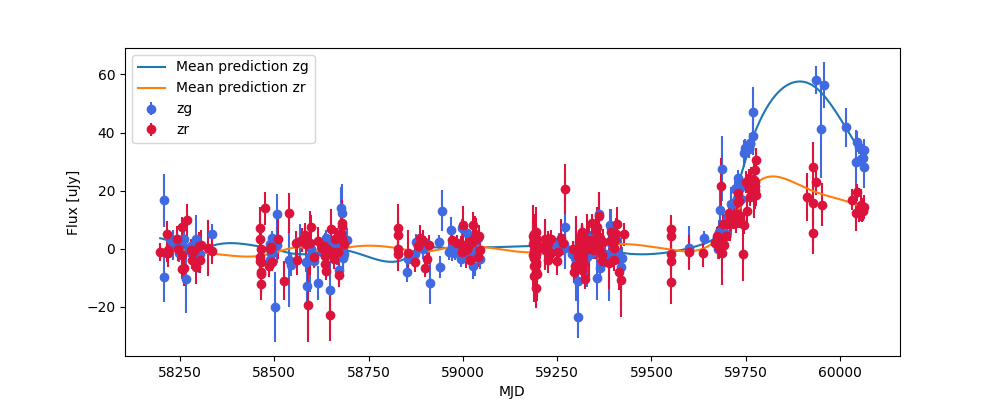 Mean prediction zg
Mean prediction zr
zg
zr
Flux [uJy]
60
40
20
0
−20
58250
58500
58750
59000
59250
59500
59750
60000
MJD